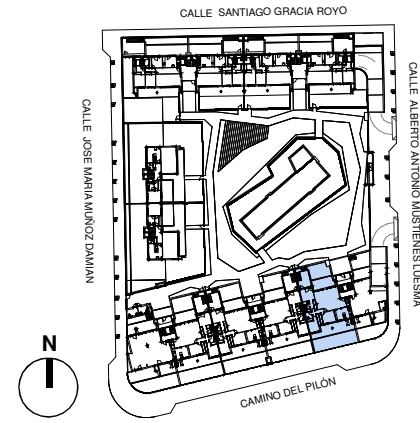 CALLE SANTIAGO GRACIA ROYO
CALLE ALBERTO ANTONIO MUSTIENES LUESMA
CALLE JOSE MARIA MUÑOZ DAMIAN
N
CAMINO DEL PILÓN